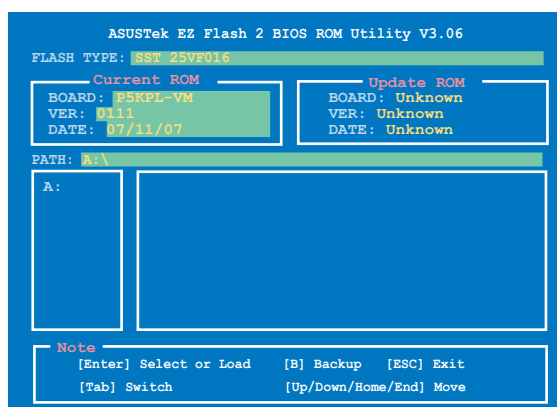 ASUSTek EZ Flash 2 BIOS ROM Utility V3.06
FLASH TYPE: SST 25VF016
Current ROM
BOARD: P5KPL-VM
VER: 0111
DATE: 07/11/07
Update ROM
BOARD: Unknown
VER: Unknown
DATE: Unknown
PATH: A:\
A:
Note
[Enter] Select or Load [B] Backup [ESC] Exit
[Tab] Switch [Up/Down/Home/End] Move